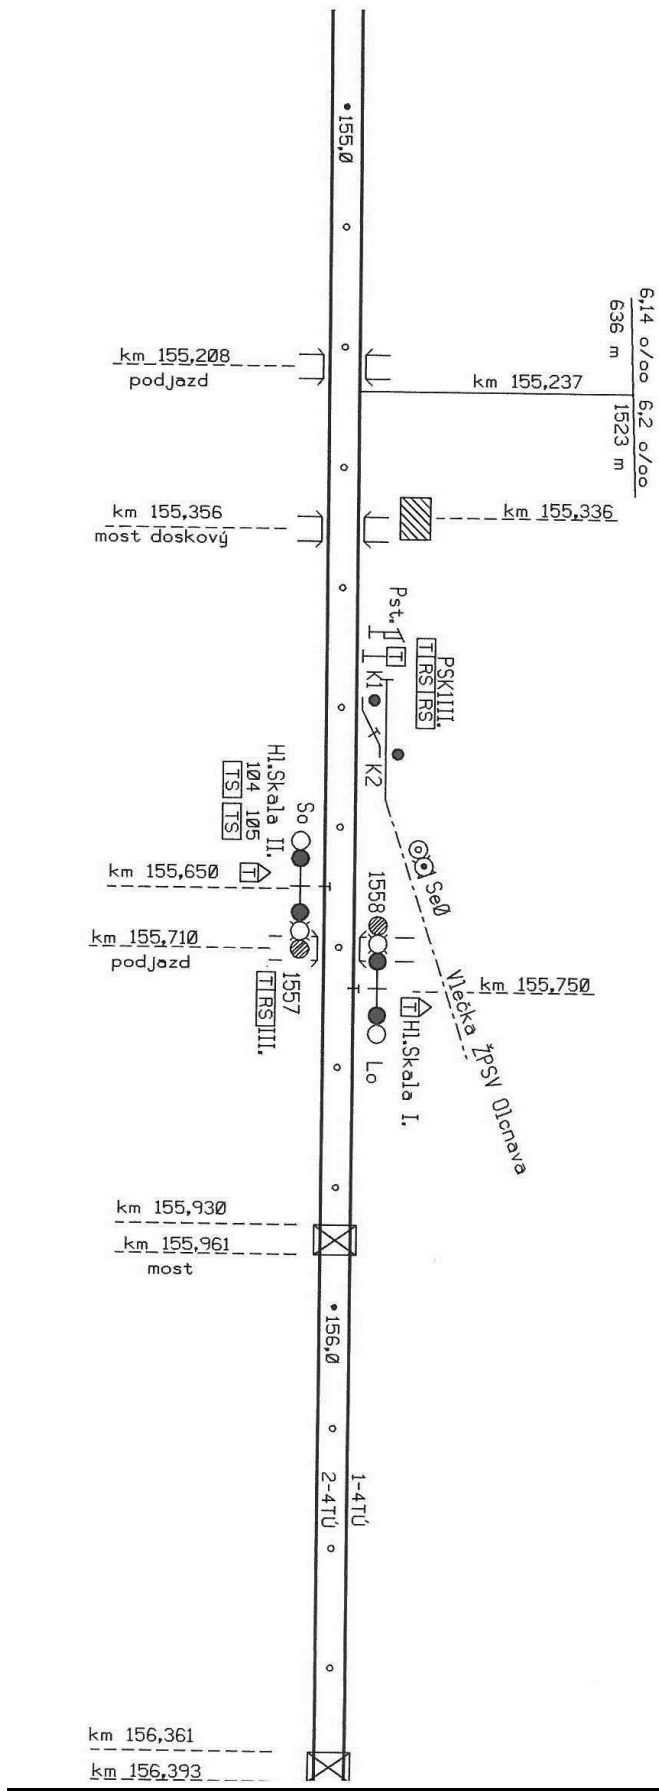 155,0
6,14 o/oo
636 m
6,2 o/oo
1523 m
km 155,208
podjazd
km 155,237
km 155,356
most doskový
km 155,336
Pst.
T
PSK1III.
T RS RS
K1
K2
Hl.Skala II.
104 105
TS TS
So
T
km 155,650
1558
Se0
km 155,710
podjazd
1557
T RS III.
km 155,750
T
Hl.Skala I.
Lo
Vlečka ŽPSV Olcnava
km 155,930
km 155,961
most
156,0
1-4TÚ
2-4TÚ
km 156,361
km 156,393